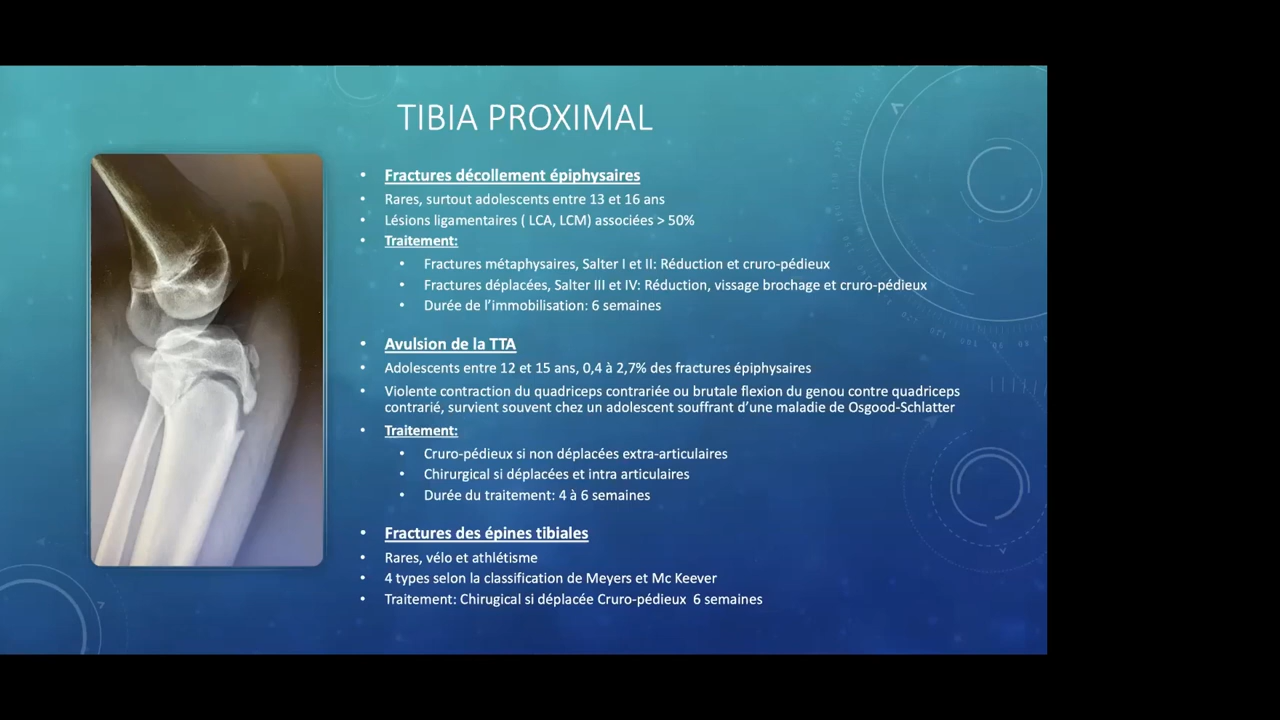 TIBIA PROXIMAL
• Fractures décollement épiphysaires
• Rares, surtout adolescents entre 13 et 16 ans
• Lésions ligamentaires ( LCA, LCM) associées > 50%
• Traitement:
• Fractures métaphysaires, Salter I et II: Réduction et cruro-pédieux
• Fractures déplacées, Salter III et IV: Réduction, vissage brochage et cruro-pédieux
• Durée de l’immobilisation: 6 semaines
• Avulsion de la TTA
• Adolescents entre 12 et 15 ans, 0,4 à 2,7% des fractures épiphysaires
• Violente contraction du quadriceps contrariée ou brutale flexion du genou contre quadriceps
contrarié, survient souvent chez un adolescent souffrant d’une maladie de Osgood-Schlatter
• Traitement:
• Cruro-pédieux si non déplacées extra-articulaires
• Chirurgical si déplacées et intra articulaires
• Durée du traitement: 4 à 6 semaines
• Fractures des épines tibiales
• Rares, vélo et athlétisme
• 4 types selon la classification de Meyers et Mc Keever
• Traitement: Chirugical si déplacée Cruro-pédieux 6 semaines